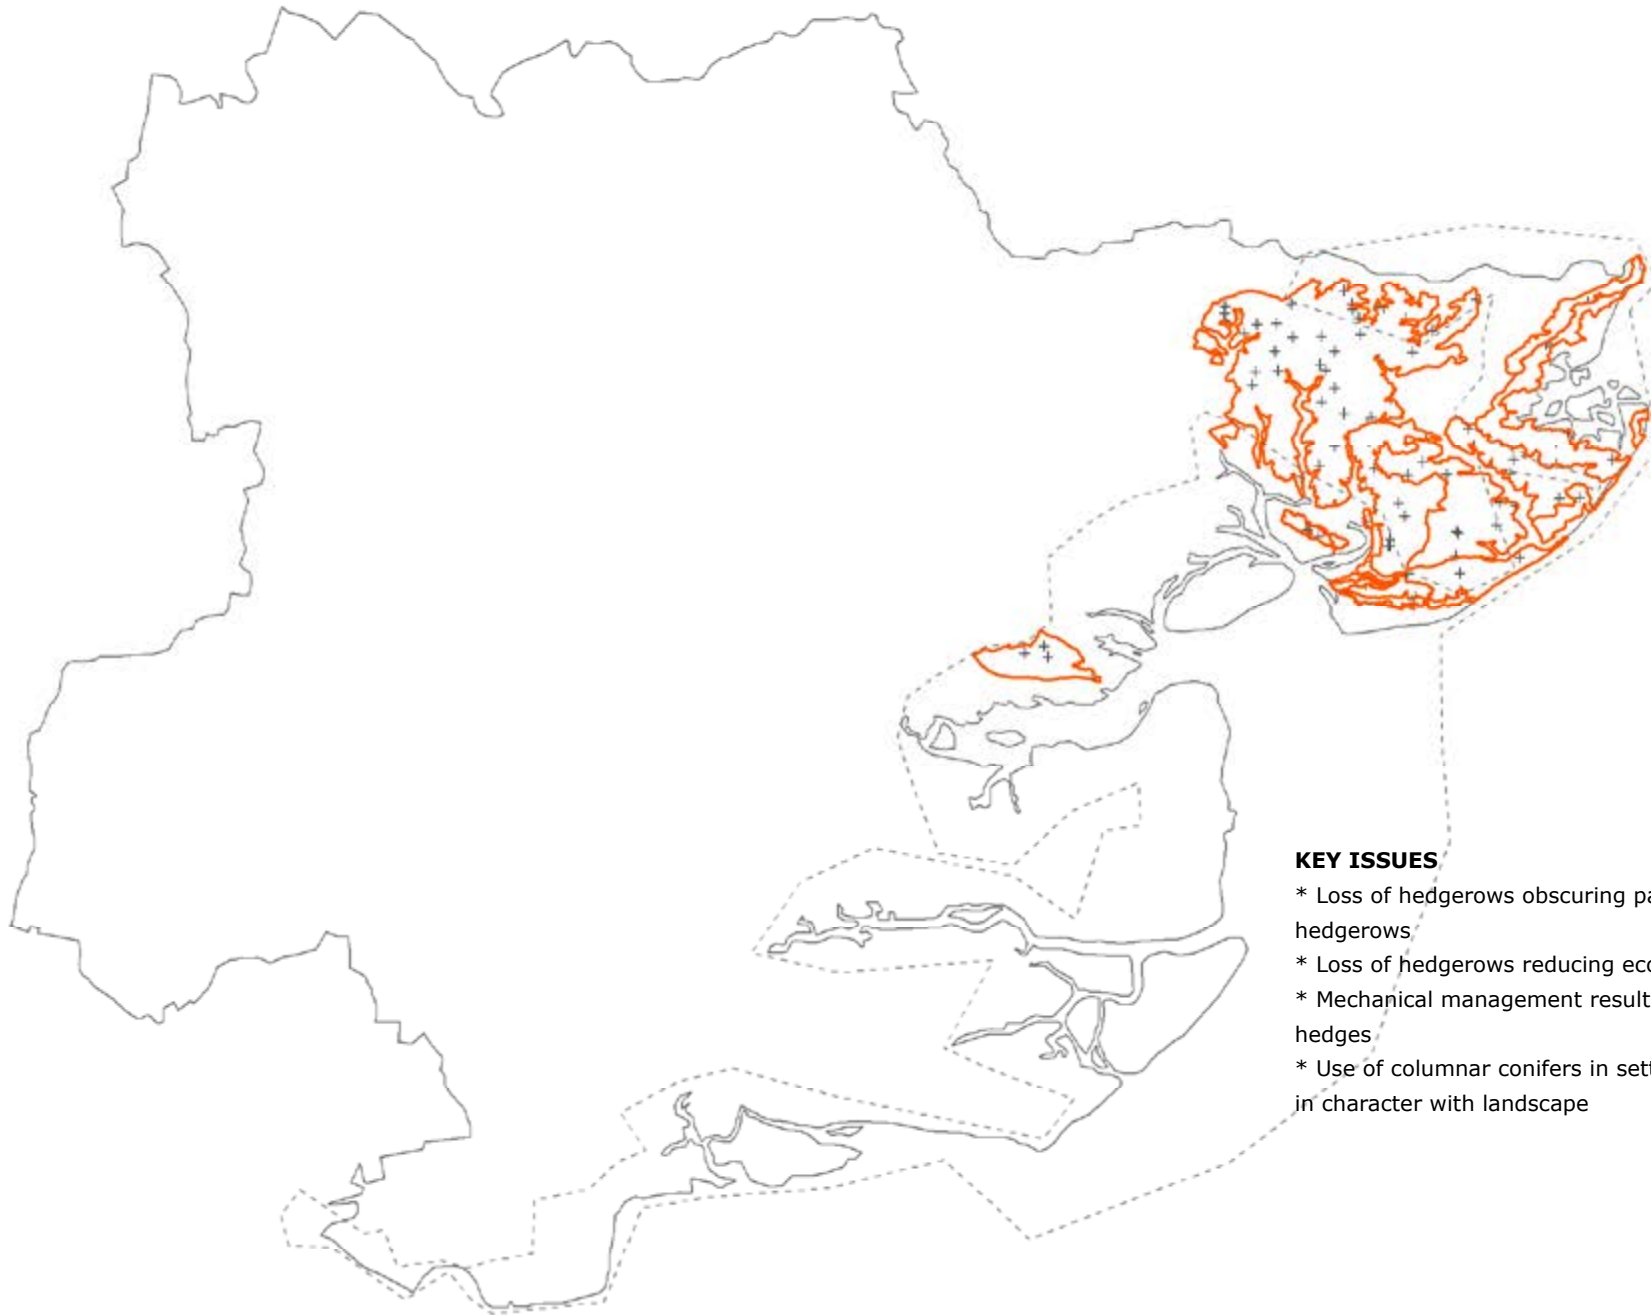 KEY ISSUES
* Loss of hedgerows obscuring pa
hedgerows
* Loss of hedgerows reducing eco
* Mechanical management result
hedges
* Use of columnar conifers in sett
in character with landscape